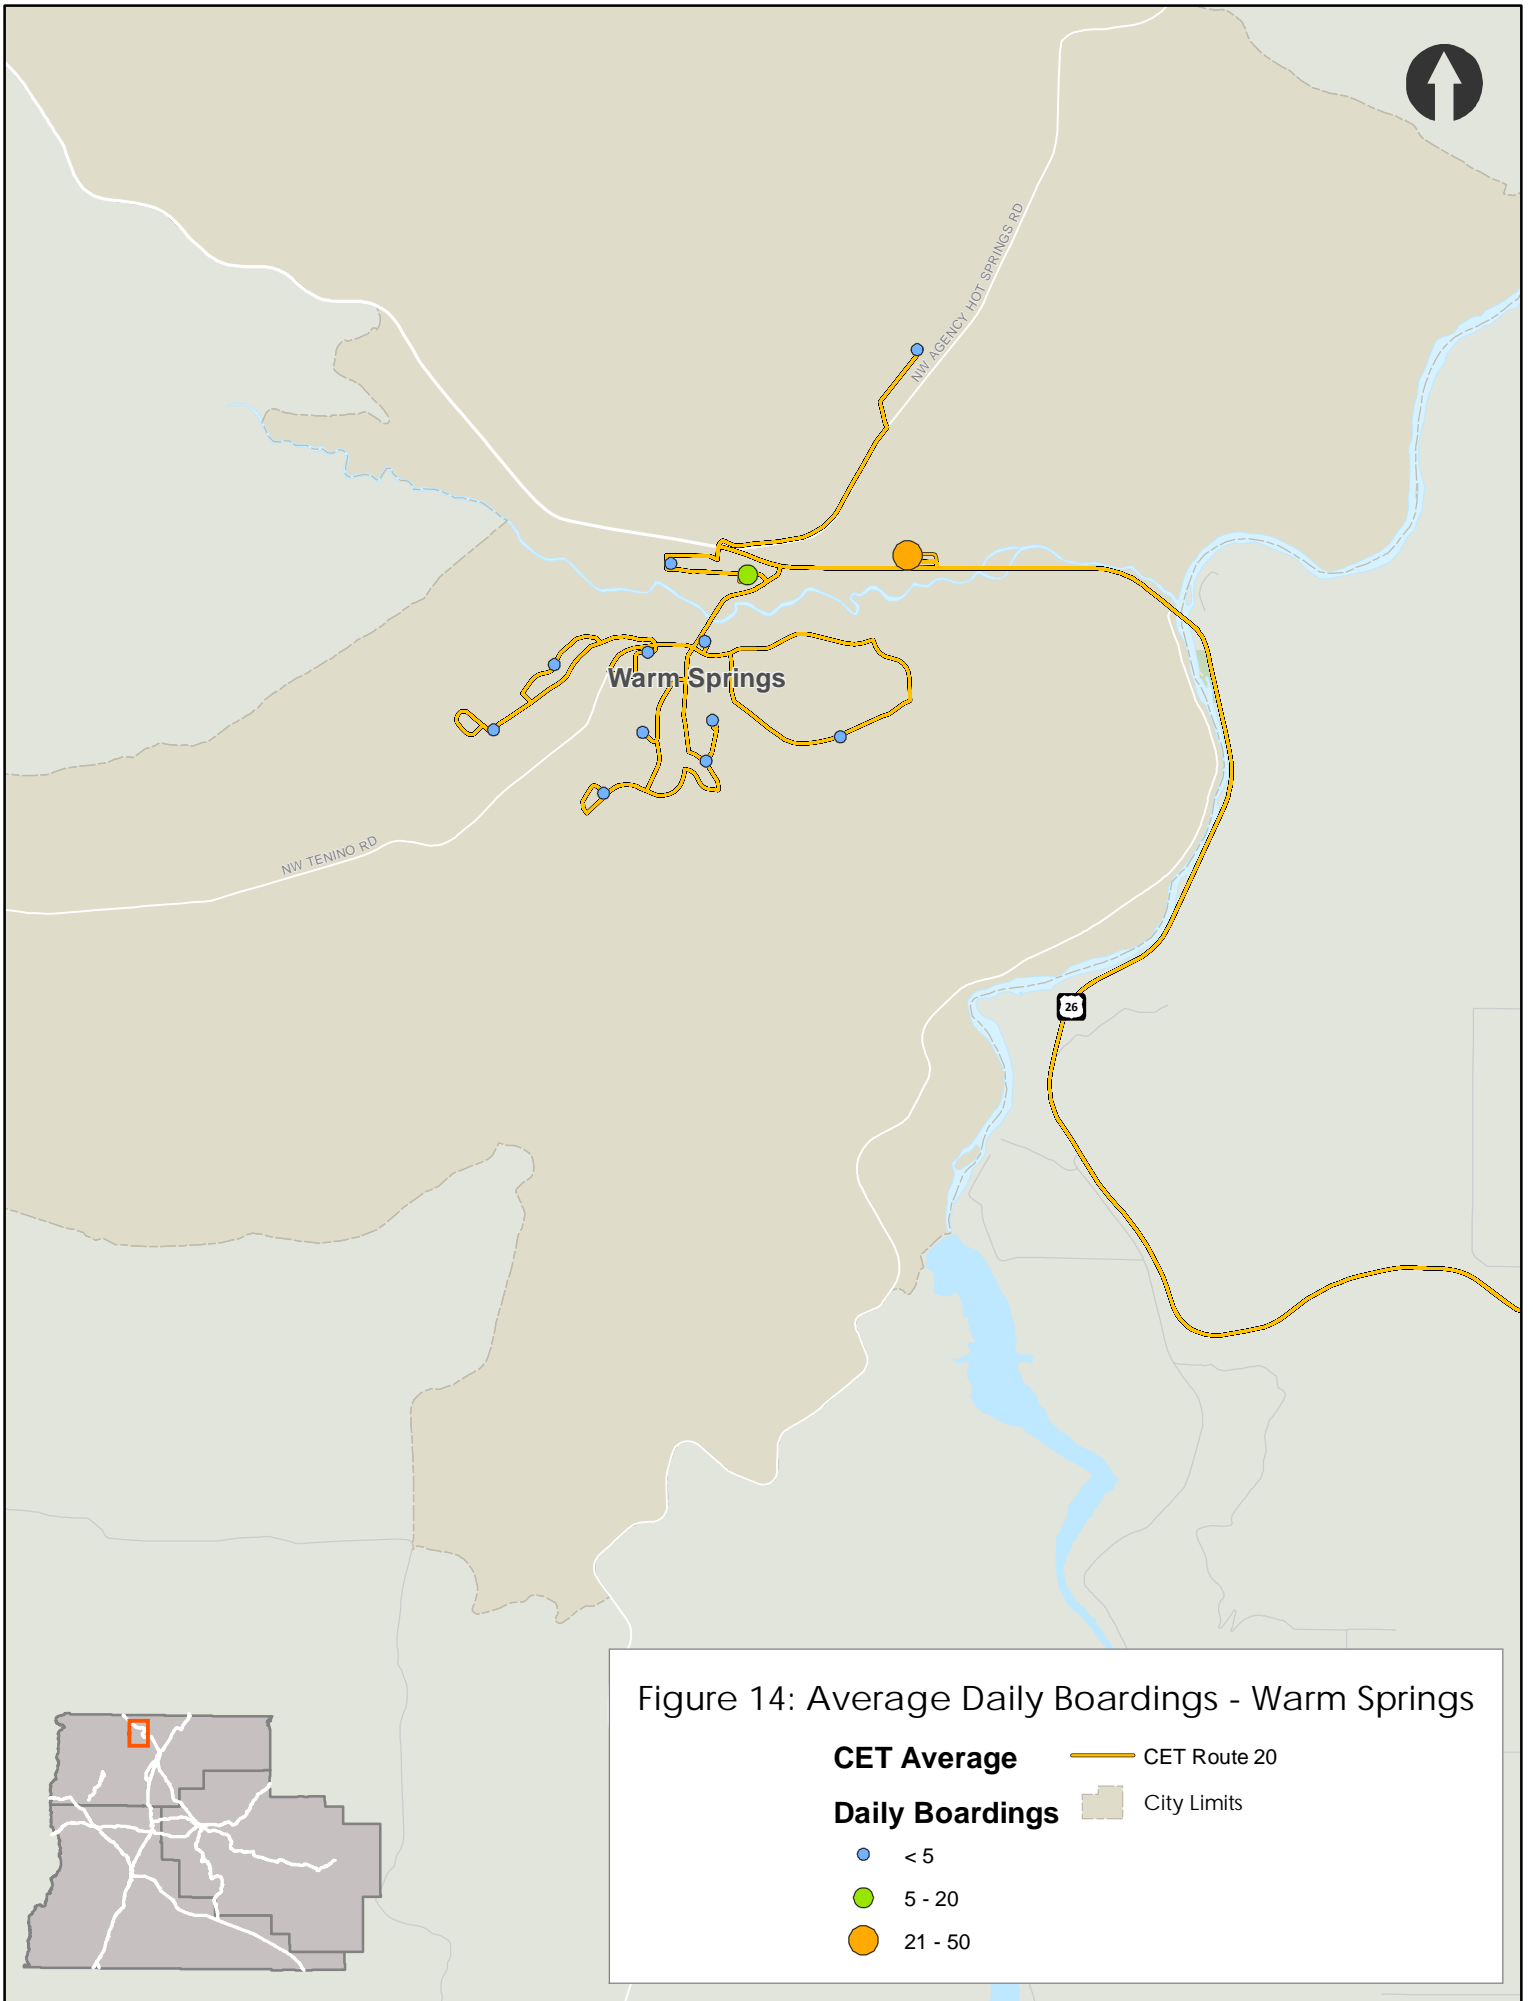 NW AGENCY HOT SPRINGS RD
Warm Springs
NW TENINO RD
26
Figure 14: Average Daily Boardings - Warm Springs
CET Average
Daily Boardings
< 5
5 - 20
21 - 50
CET Route 20
City Limits